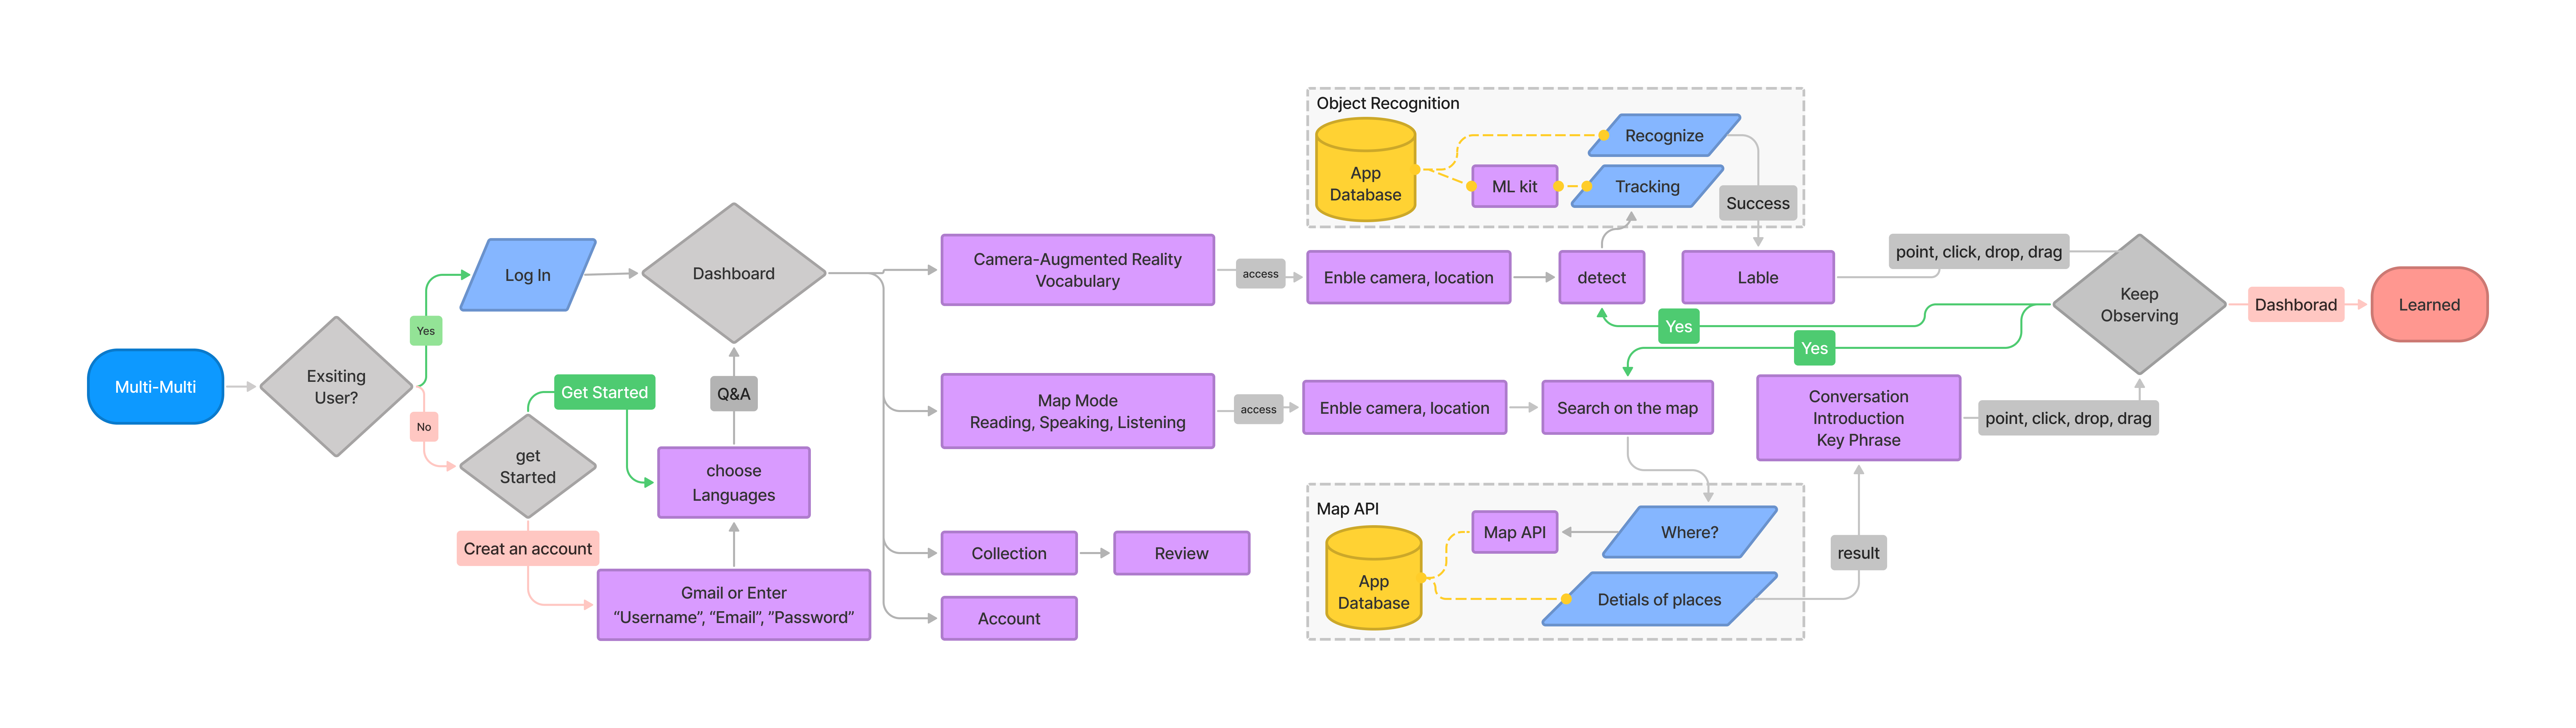 Multi-Multi
Exsiting
User?
Yes
No
Log In
get
Started
Get Started
Creat an account
Gmail or Enter
“Username”, “Email”, ”Password”
choose
Languages
Q&A
Dashboard
Camera-Augmented Reality
Vocabulary
access
Enble camera, location
detect
Object Recognition
App
Database
ML kit
Recognize
Tracking
Success
Lable
point, click, drop, drag
Map Mode
Reading, Speaking, Listening
access
Enble camera, location
Search on the map
Map API
App
Database
Map API
Where?
Detials of places
result
Conversation
Introduction
Key Phrase
point, click, drop, drag
Keep
Observing
Yes
Yes
Dashborad
Learned
Collection
Review
Account